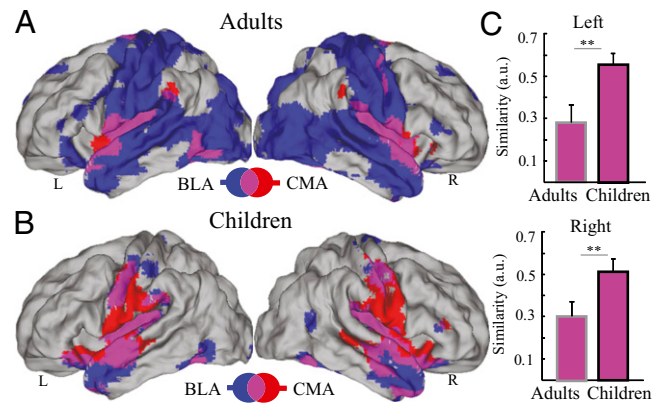 A
Adults
L
BLA
CMA
R
B
Children
L
BLA
CMA
R
C
Left
Similarity (a.u.)
0.7
0.5
0.3
0.1
**
Adults Children
Right
Similarity (a.u.)
0.7
0.5
0.3
0.1
**
Adults Children